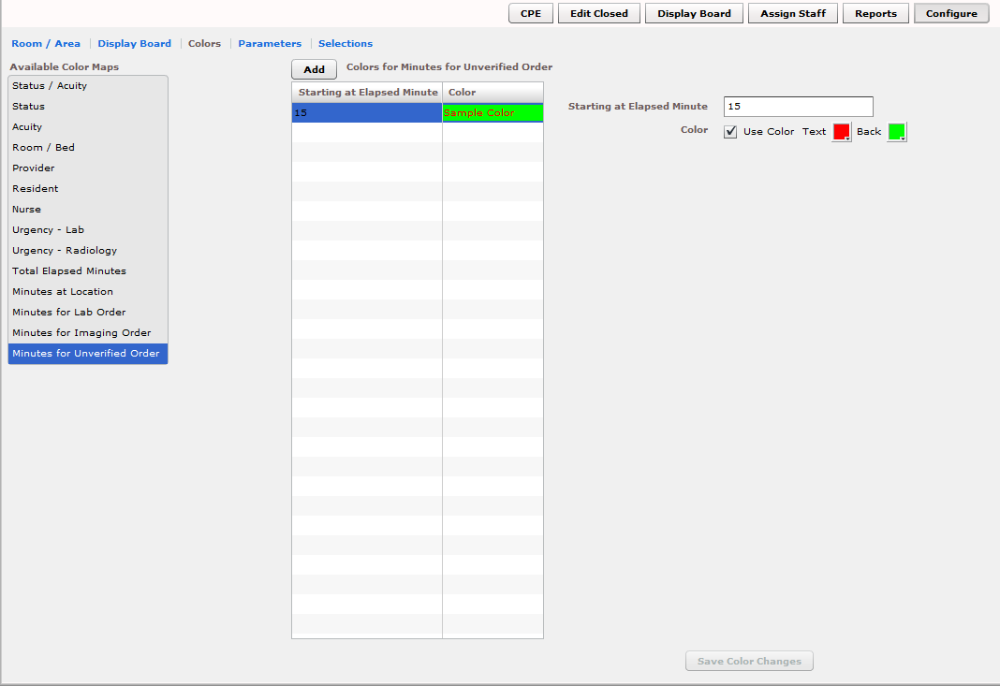 CPE Edit Closed Display Board Assign Staff Reports Configure
Room / Area Display Board Colors Parameters Selections
Available Color Maps
Status / Acuity
Status
Acuity
Room / Bed
Provider
Resident
Nurse
Urgency - Lab
Urgency - Radiology
Total Elapsed Minutes
Minutes at Location
Minutes for Lab Order
Minutes for Imaging Order
Minutes for Unverified Order
Add Colors for Minutes for Unverified Order
Starting at Elapsed Minute Color
15 Sample Color
Starting at Elapsed Minute 15
Color Use Color Text Back
Save Color Changes